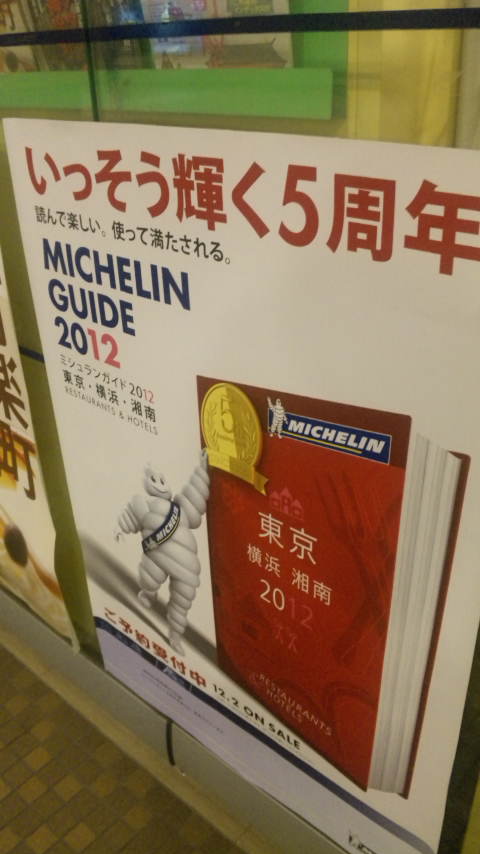 いっそう輝く5周年
読んで楽しい。使って満たされる。
MICHELIN
GUIDE
2012
ミシュランガイド2012
東京・横浜・湘南
RESTAURANTS & HOTELS
5
MICHELIN
東京
横浜 湘南
2012
RESTAURANTS
& HOTELS
MICHELIN
ご予約受付中 12.2 ON SALE
町